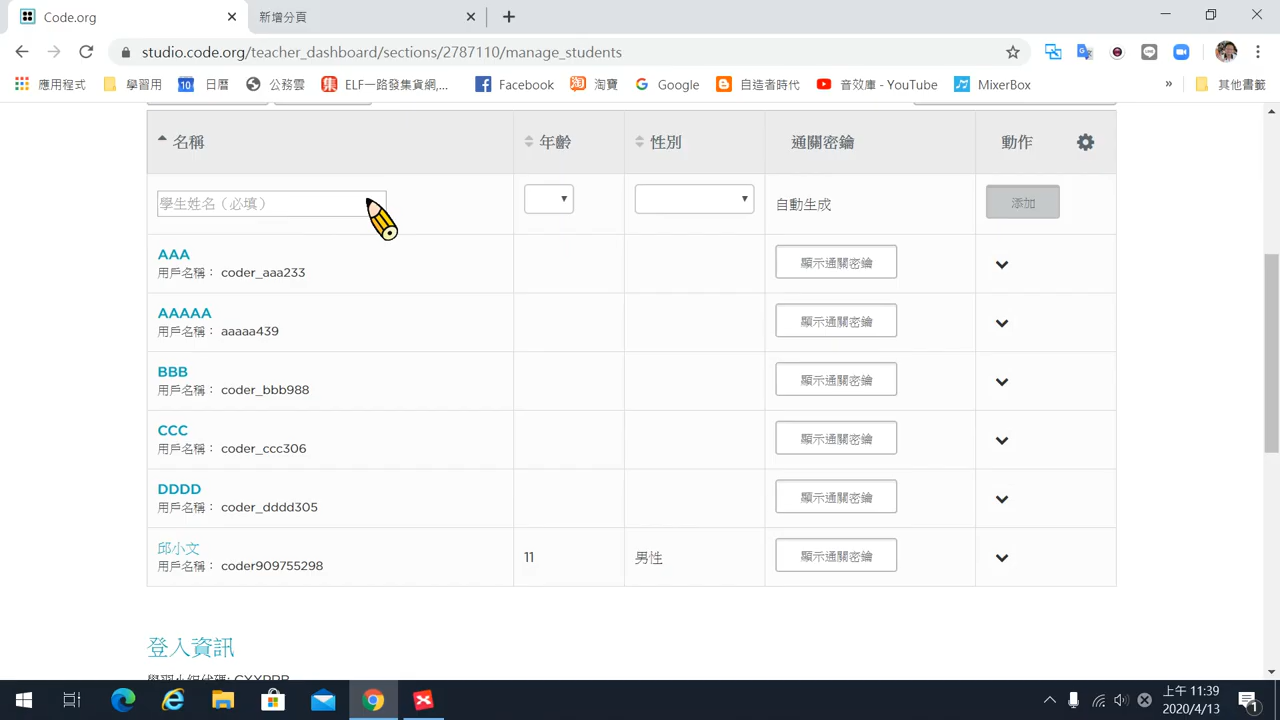 Code.org
新增分頁
studio.code.org/teacher_dashboard/sections/2787110/manage_students
應用程式
學習用
日曆
公務雲
ELF一路發集貨網,...
Facebook
淘寶
Google
自造者時代
音效庫 - YouTube
MixerBox
»
其他書籤
名稱
年齡
性別
通關密鑰
動作
學生姓名（必填）
自動生成
添加
AAA
用戶名稱： coder_aaa233
顯示通關密鑰
AAAAA
用戶名稱： aaaaa439
顯示通關密鑰
BBB
用戶名稱： coder_bbb988
顯示通關密鑰
CCC
用戶名稱： coder_ccc306
顯示通關密鑰
DDDD
用戶名稱： coder_dddd305
顯示通關密鑰
邱小文
用戶名稱： coder909755298
11
男性
顯示通關密鑰
登入資訊
學習小組代碼:
上午 11:39
2020/4/13